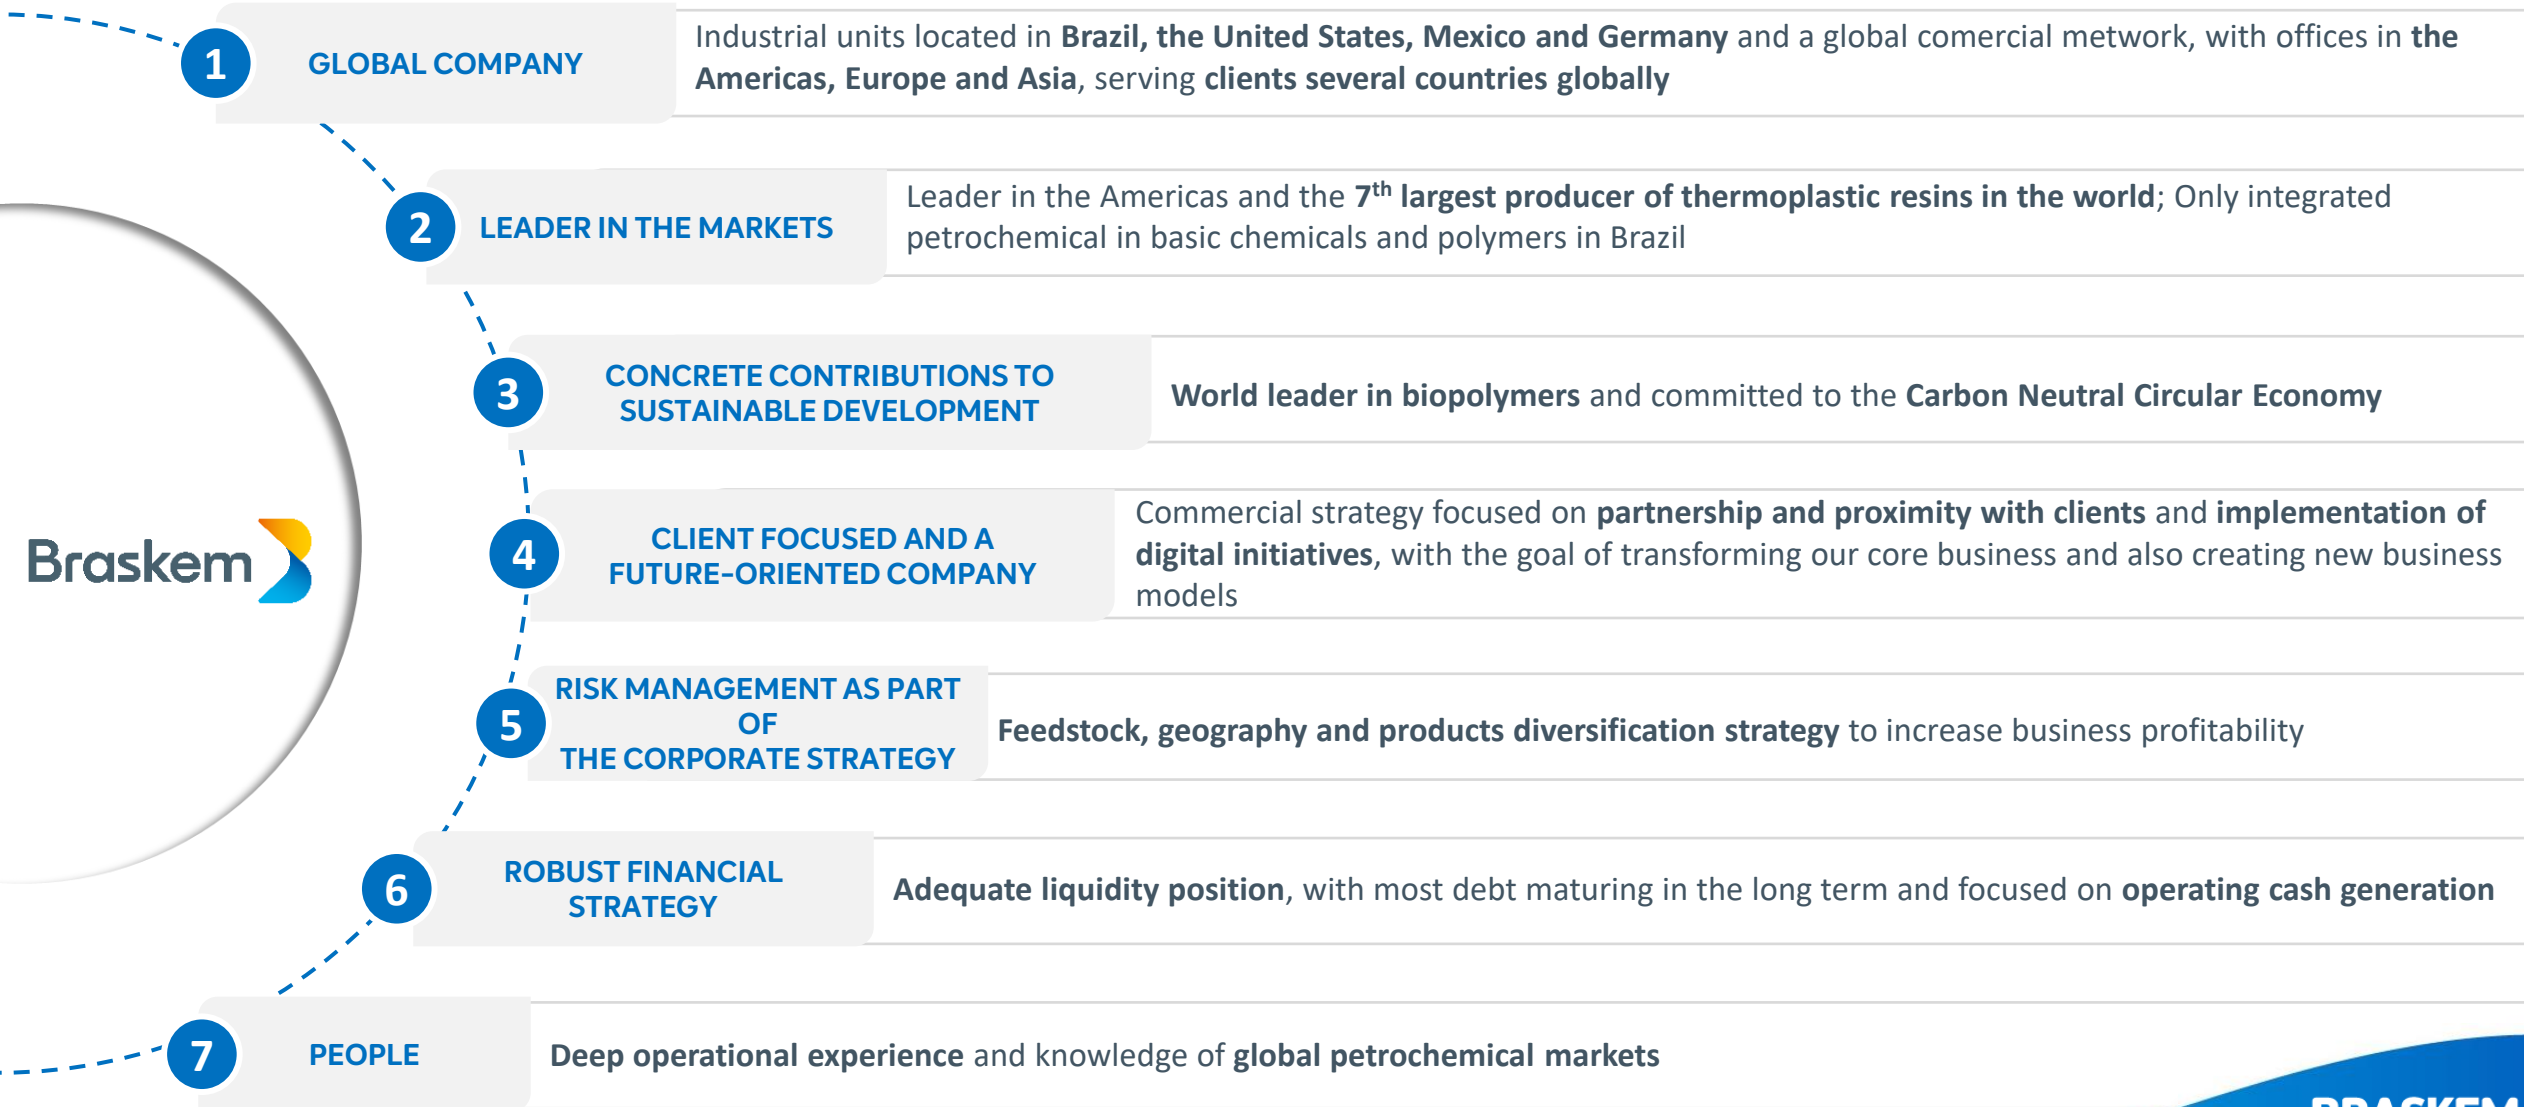 1
GLOBAL COMPANY
Industrial units located in Brazil, the United States, Mexico and Germany and a global comercial metwork, with offices in the
Americas, Europe and Asia, serving clients several countries globally
2
LEADER IN THE MARKETS
Leader in the Americas and the 7th largest producer of thermoplastic resins in the world; Only integrated
petrochemical in basic chemicals and polymers in Brazil
3
CONCRETE CONTRIBUTIONS TO
SUSTAINABLE DEVELOPMENT
World leader in biopolymers and committed to the Carbon Neutral Circular Economy
Braskem
4
CLIENT FOCUSED AND A
FUTURE-ORIENTED COMPANY
Commercial strategy focused on partnership and proximity with clients and implementation of
digital initiatives, with the goal of transforming our core business and also creating new business
models
5
RISK MANAGEMENT AS PART
OF
THE CORPORATE STRATEGY
Feedstock, geography and products diversification strategy to increase business profitability
6
ROBUST FINANCIAL
STRATEGY
Adequate liquidity position, with most debt maturing in the long term and focused on operating cash generation
7
PEOPLE
Deep operational experience and knowledge of global petrochemical markets
BRASKEM